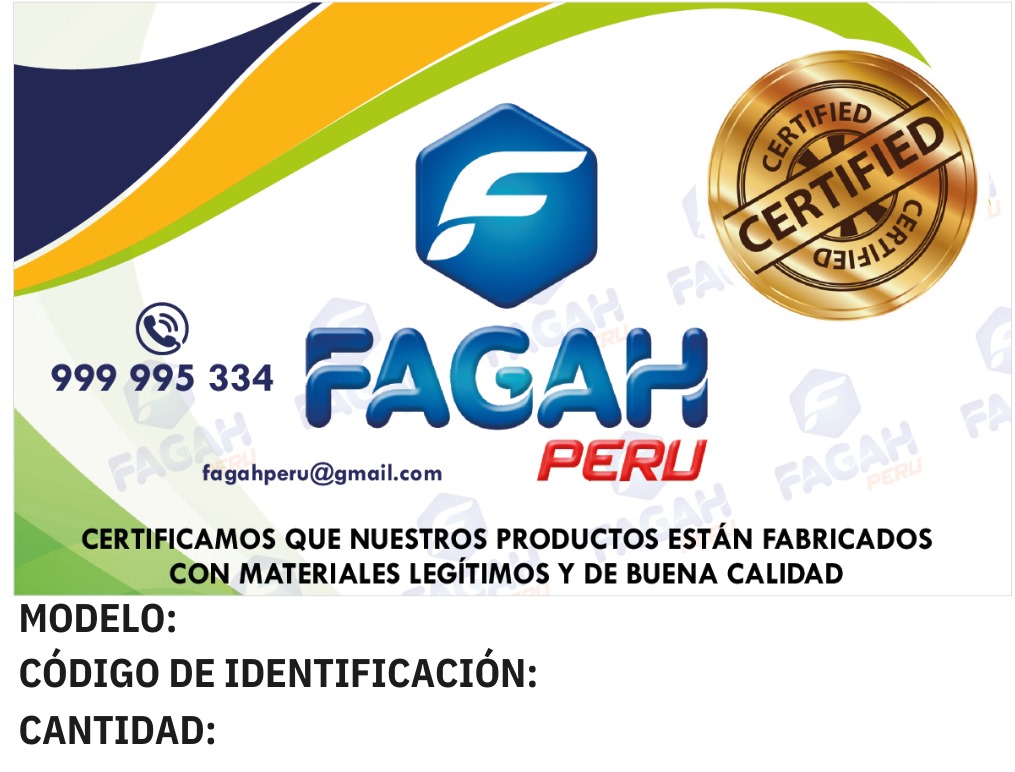 CERTIFIED
CERTIFIED
CERTIFIED
999 995 334
FAGAH
PERU
fagahperu@gmail.com
CERTIFICAMOS QUE NUESTROS PRODUCTOS ESTÁN FABRICADOS
CON MATERIALES LEGÍTIMOS Y DE BUENA CALIDAD
MODELO:
CÓDIGO DE IDENTIFICACIÓN:
CANTIDAD: